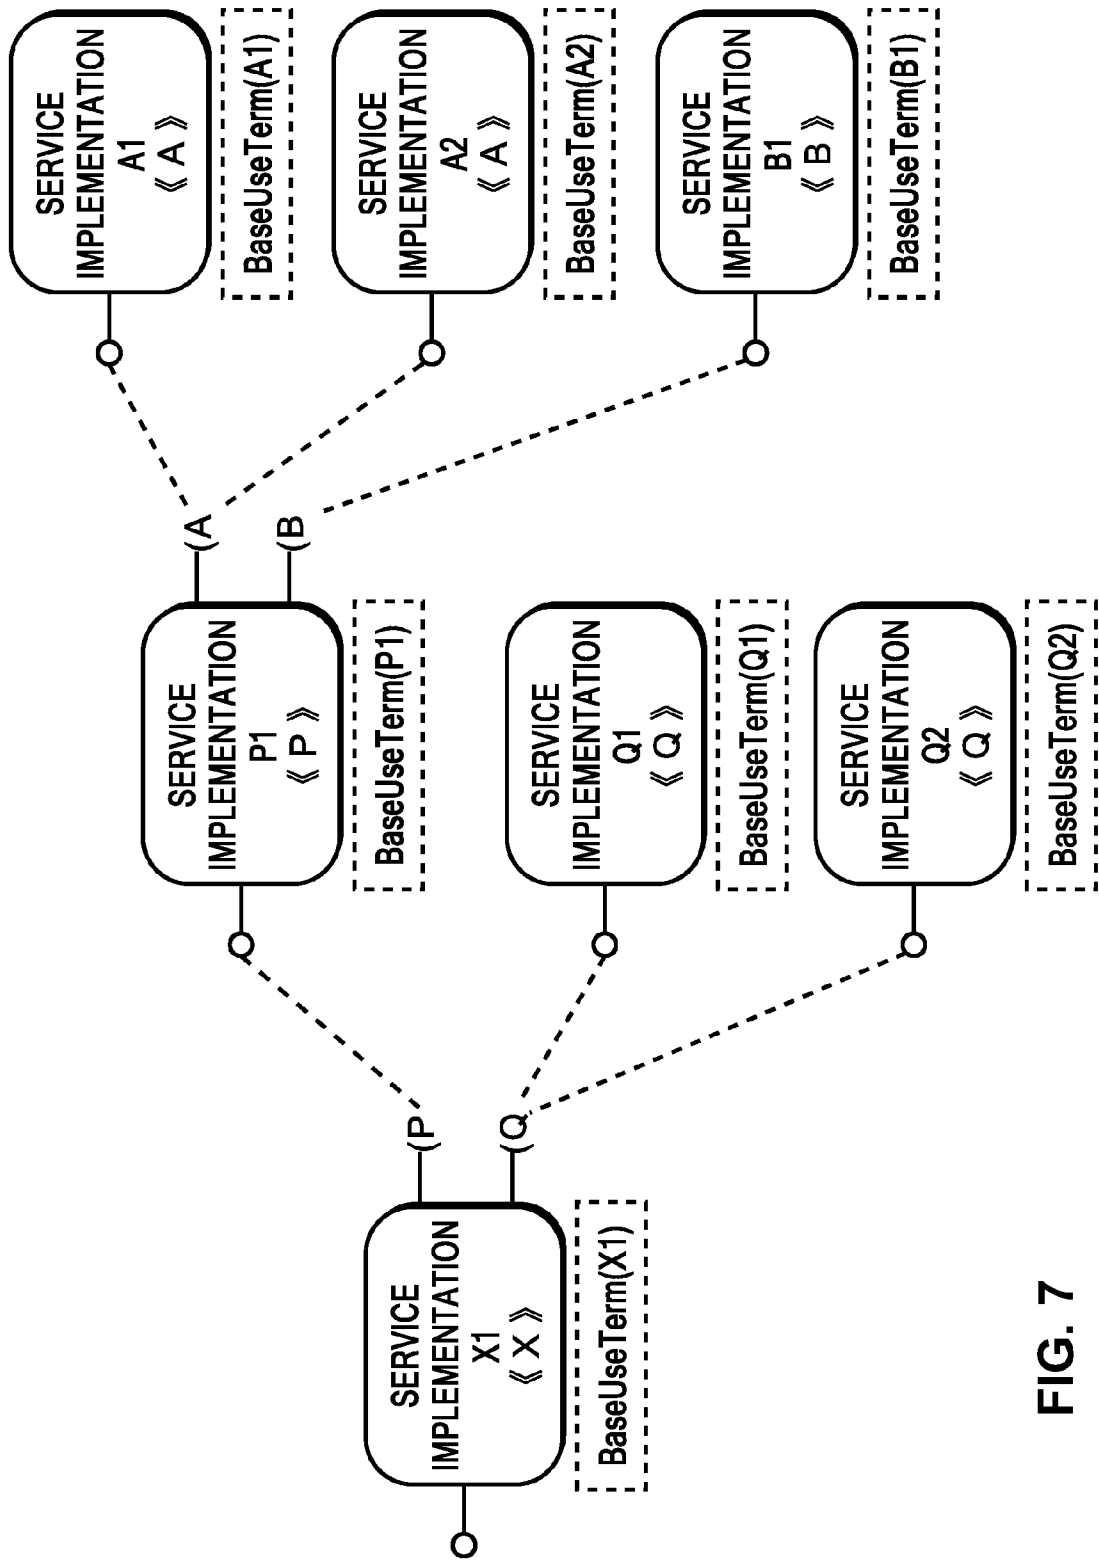 SERVICE
IMPLEMENTATION
X1
《 X 》
BaseUseTerm(X1)
(P
(Q
SERVICE
IMPLEMENTATION
P1
《 P 》
BaseUseTerm(P1)
SERVICE
IMPLEMENTATION
Q1
《 Q 》
BaseUseTerm(Q1)
SERVICE
IMPLEMENTATION
Q2
《 Q 》
BaseUseTerm(Q2)
(A
(B
SERVICE
IMPLEMENTATION
A1
《 A 》
BaseUseTerm(A1)
SERVICE
IMPLEMENTATION
A2
《 A 》
BaseUseTerm(A2)
SERVICE
IMPLEMENTATION
B1
《 B 》
BaseUseTerm(B1)
FIG. 7